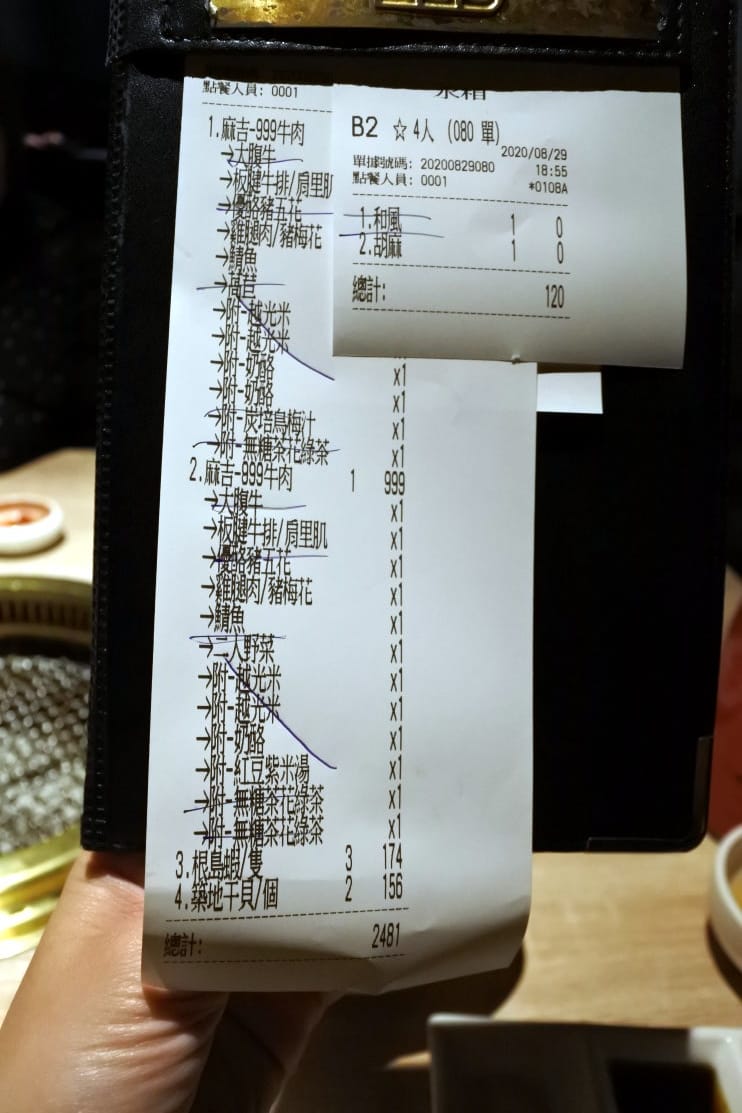 點餐人員: 0001
1.麻吉-999牛肉
→大腹牛
→板腱牛排/肩里肌
→優酪豬五花
→雞腿肉/豬梅花
→鯖魚
→高苣
→附-越光米
→附-越光米
→附-奶酪 x1
→附-奶酪 x1
→附-炭培烏梅汁 x1
→附-無糖茶花綠茶 x1
2.麻吉-999牛肉 1 999
→大腹牛 x1
→板腱牛排/肩里肌 x1
→優酪豬五花 x1
→雞腿肉/豬梅花 x1
→鯖魚 x1
→二人野菜 x1
→附-越光米 x1
→附-越光米 x1
→附-奶酪 x1
→附-紅豆紫米湯 x1
→附-無糖茶花綠茶 x1
→附-無糖茶花綠茶 x1
3.根島蝦/隻 3 174
4.築地干貝/個 2 156
總計: 2481
B2 ☆ 4人 (080 單)
2020/08/29
單據號碼: 20200829080 18:55
點餐人員: 0001 *0108A
1.和風 1 0
2.胡麻 1 0
總計: 120